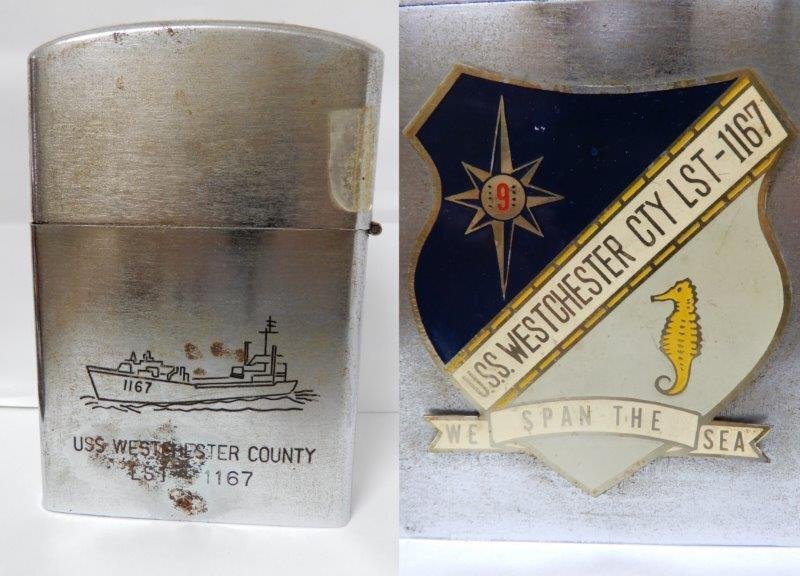 1167
USS WESTCHESTER COUNTY
LST 1167
9
U.S.S. WESTCHESTER CTY LST-1167
WE SPAN THE SEA